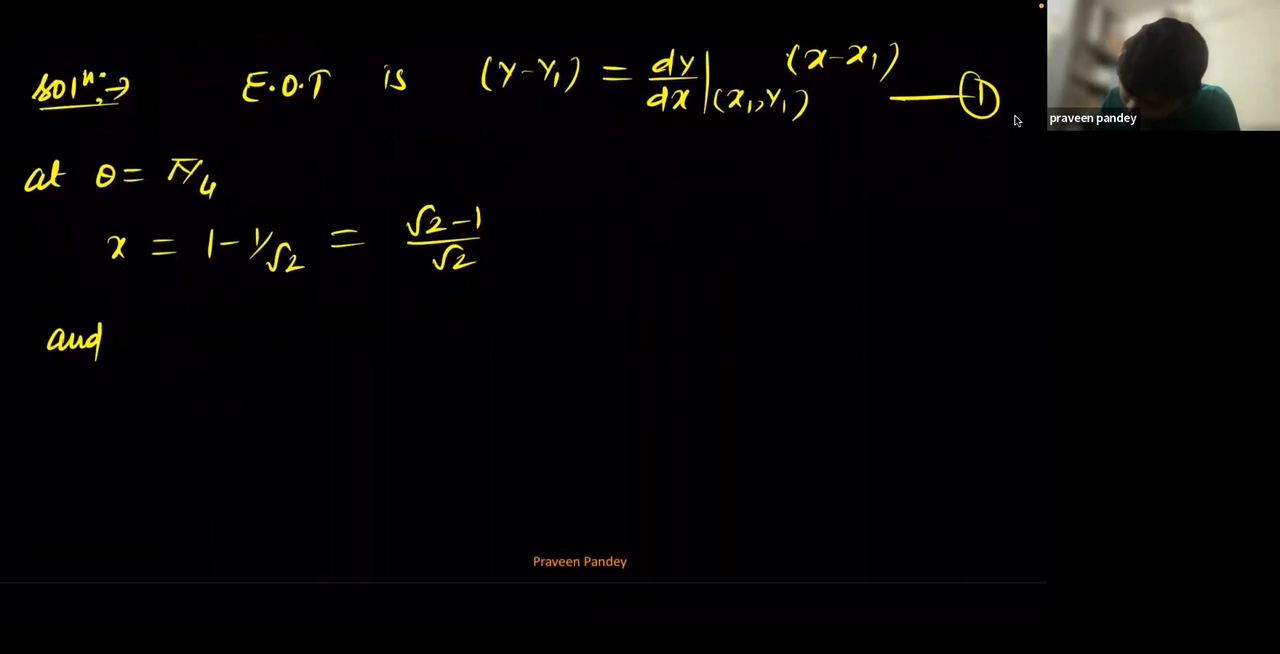 soln:→ E.O.T is (y-y₁) = dy/dx|(x₁,y₁) (x-x₁) —①
praveen pandey
at θ = π/4
x = 1 - 1/√2 = √2-1/√2
and
Praveen Pandey